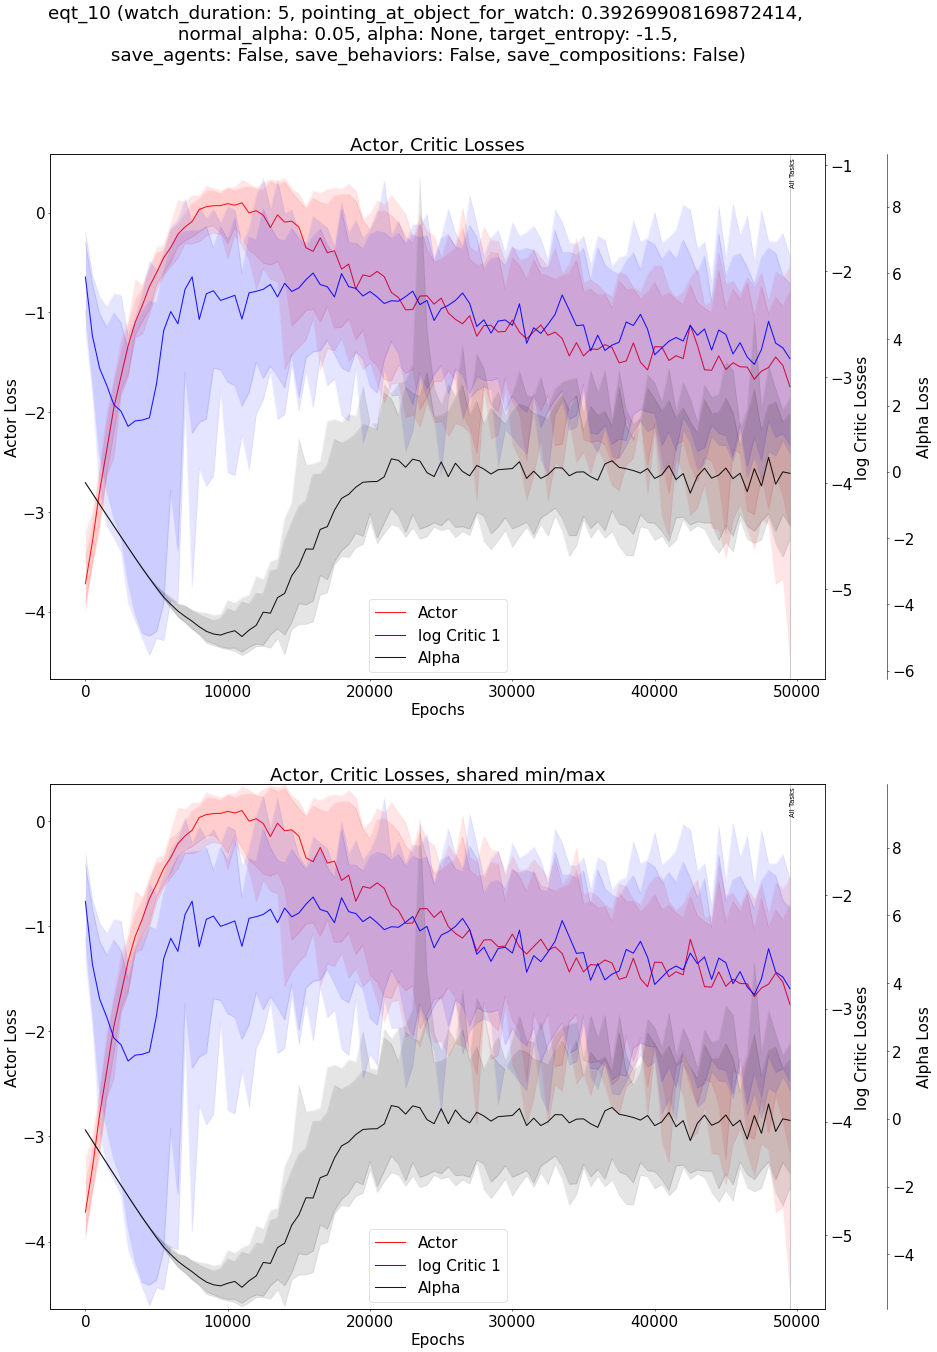 eqt_10 (watch_duration: 5, pointing_at_object_for_watch: 0.39269908169872414,
normal_alpha: 0.05, alpha: None, target_entropy: -1.5,
save_agents: False, save_behaviors: False, save_compositions: False)
Actor, Critic Losses
All Tasks
0
−1
−2
−3
−4
Actor Loss
−1
−2
−3
−4
−5
log Critic Losses
8
6
4
2
0
−2
−4
−6
Alpha Loss
Actor
log Critic 1
Alpha
0 10000 20000 30000 40000 50000
Epochs
Actor, Critic Losses, shared min/max
All Tasks
0
−1
−2
−3
−4
Actor Loss
−2
−3
−4
−5
log Critic Losses
8
6
4
2
0
−2
−4
Alpha Loss
Actor
log Critic 1
Alpha
0 10000 20000 30000 40000 50000
Epochs